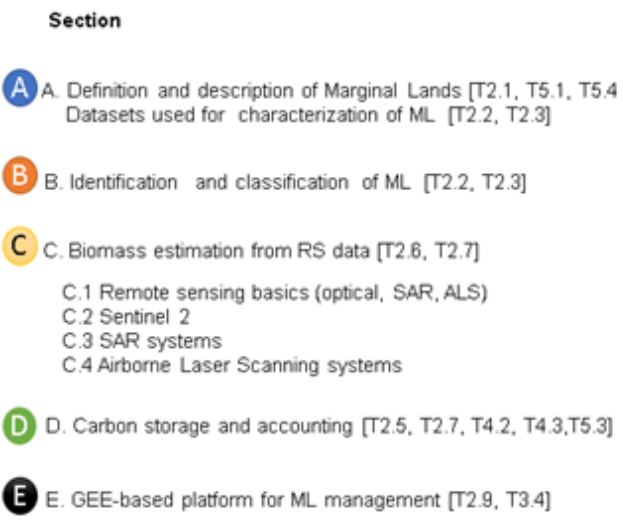 Section
A A. Definition and description of Marginal Lands [T2.1, T5.1, T5.4
Datasets used for characterization of ML [T2.2, T2.3]
B B. Identification and classification of ML [T2.2, T2.3]
C C. Biomass estimation from RS data [T2.6, T2.7]
C.1 Remote sensing basics (optical, SAR, ALS)
C.2 Sentinel 2
C.3 SAR systems
C.4 Airborne Laser Scanning systems
D D. Carbon storage and accounting [T2.5, T2.7, T4.2, T4.3,T5.3]
E E. GEE-based platform for ML management [T2.9, T3.4]